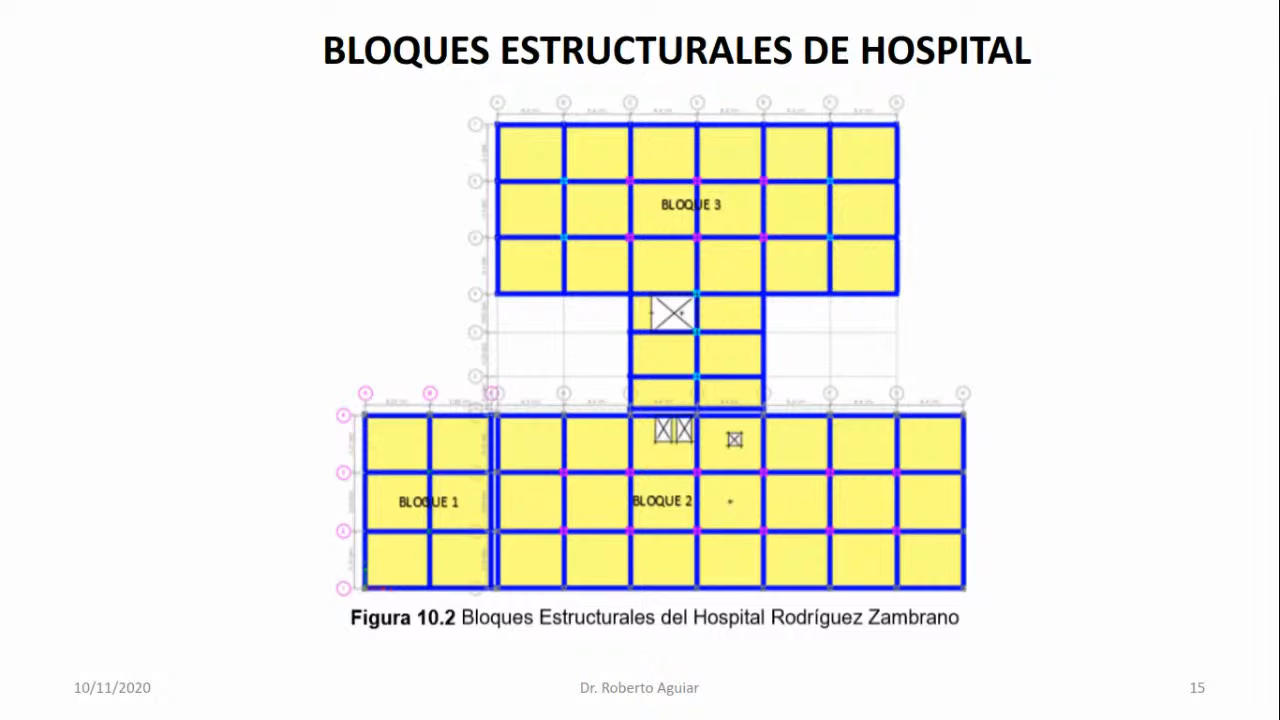 BLOQUES ESTRUCTURALES DE HOSPITAL
BLOQUE 3
BLOQUE 1
BLOQUE 2
Figura 10.2 Bloques Estructurales del Hospital Rodríguez Zambrano
10/11/2020
Dr. Roberto Aguiar
15